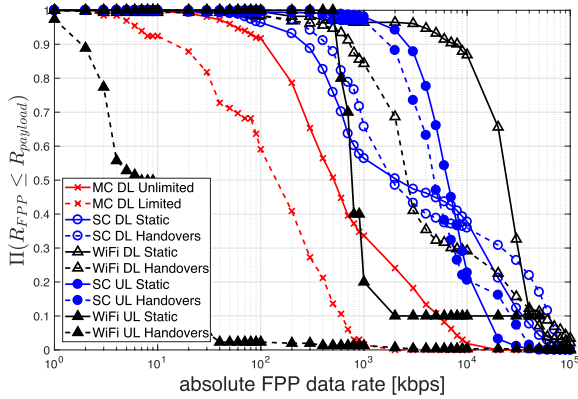 1
0.9
0.8
0.7
0.6
0.5
0.4
0.3
0.2
0.1
0
Π(R_FPP ≤ R_payload)
MC DL Unlimited
MC DL Limited
SC DL Static
SC DL Handovers
WiFi DL Static
WiFi DL Handovers
SC UL Static
SC UL Handovers
WiFi UL Static
WiFi UL Handovers
10^0 10^1 10^2 10^3 10^4 10^5
absolute FPP data rate [kbps]